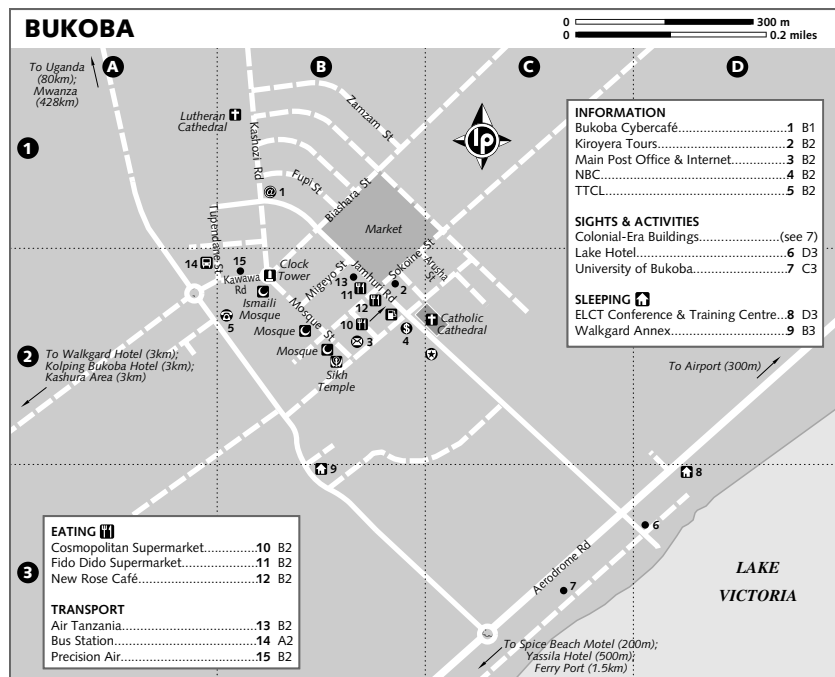 BUKOBA
0 300 m
0 0.2 miles
A
B
C
D
To Uganda
(80km);
Mwanza
(428km)
Lutheran
Cathedral
Kashozi Rd
Zamzam St
lp
1
INFORMATION
Bukoba Cybercafé.....................1 B1
Kiroyera Tours..........................2 B2
Main Post Office & Internet.........3 B2
NBC........................................4 B2
TTCL.......................................5 B2
SIGHTS & ACTIVITIES
Colonial-Era Buildings................(see 7)
Lake Hotel...............................6 D3
University of Bukoba..................7 C3
SLEEPING
ELCT Conference & Training Centre..8 D3
Walkgard Annex........................9 B3
@ 1
Fupi St
Biashara St
Tupendane St
Market
14
15
Kawawa
Rd
Clock
Tower
Migeyo St
13
Jamhuri Rd
Sokoine St
Arusha
St
11
2
12
Ismaili
Mosque
Mosque St
5
Mosque
10
Catholic
Cathedral
Mosque
3
$
4
Sikh
Temple
2
To Walkgard Hotel (3km);
Kolping Bukoba Hotel (3km);
Kashura Area (3km)
To Airport (300m)
9
8
EATING
Cosmopolitan Supermarket..............10 B2
Fido Dido Supermarket..................11 B2
New Rose Café............................12 B2
TRANSPORT
Air Tanzania...............................13 B2
Bus Station................................14 A2
Precision Air...............................15 B2
3
6
Aerodrome Rd
7
LAKE
VICTORIA
To Spice Beach Motel (200m);
Yassila Hotel (500m);
Ferry Port (1.5km)